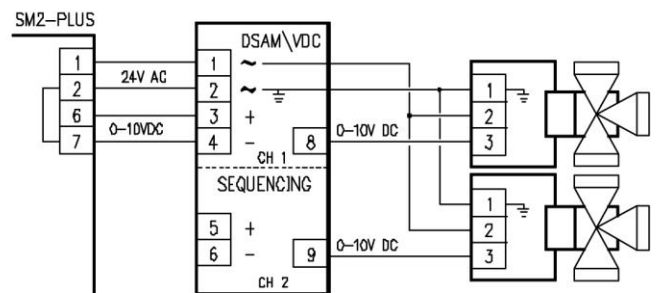 SM2-PLUS
DSAM\VDC
1
2
6
7
24V AC
0-10VDC
1 ~
2 ~
3 +
4 -
8
CH 1
SEQUENCING
5 +
6 -
9
CH 2
0-10V DC
0-10V DC
1
2
3
1
2
3